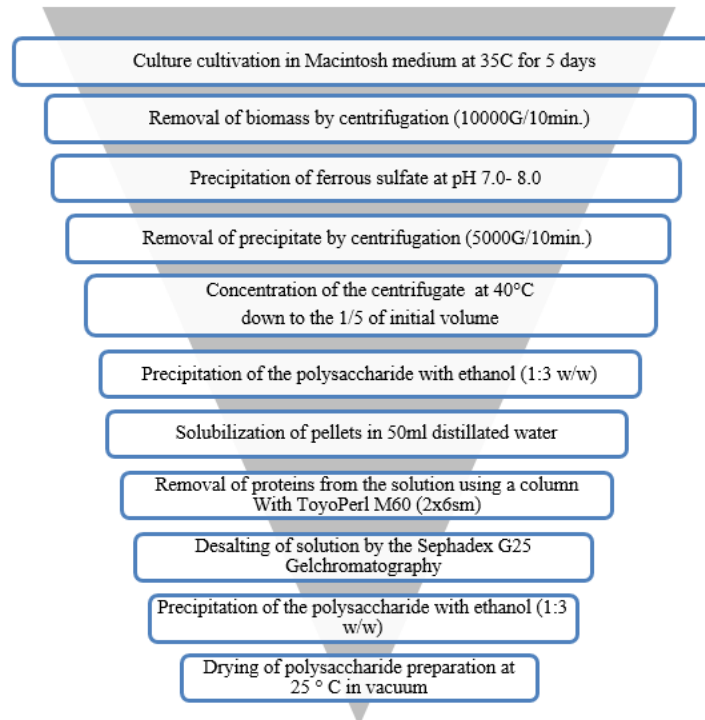 Culture cultivation in Macintosh medium at 35C for 5 days
Removal of biomass by centrifugation (10000G/10min.)
Precipitation of ferrous sulfate at pH 7.0- 8.0
Removal of precipitate by centrifugation (5000G/10min.)
Concentration of the centrifugate at 40°C
down to the 1/5 of initial volume
Precipitation of the polysaccharide with ethanol (1:3 w/w)
Solubilization of pellets in 50ml distillated water
Removal of proteins from the solution using a column
With ToyoPerl M60 (2x6sm)
Desalting of solution by the Sephadex G25
Gelchromatography
Precipitation of the polysaccharide with ethanol (1:3
w/w)
Drying of polysaccharide preparation at
25 ° C in vacuum